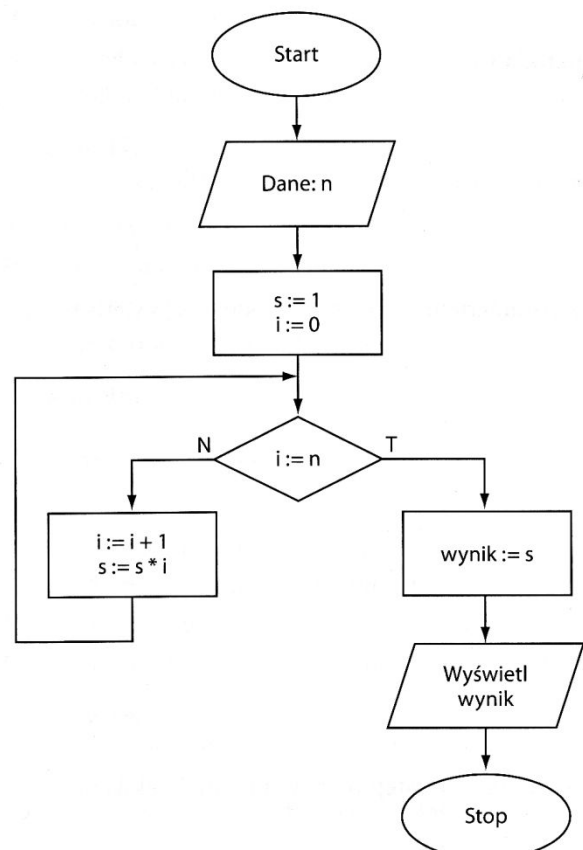 Start
Dane: n
s := 1
i := 0
N
i := n
T
i := i + 1
s := s * i
wynik := s
Wyświetl
wynik
Stop